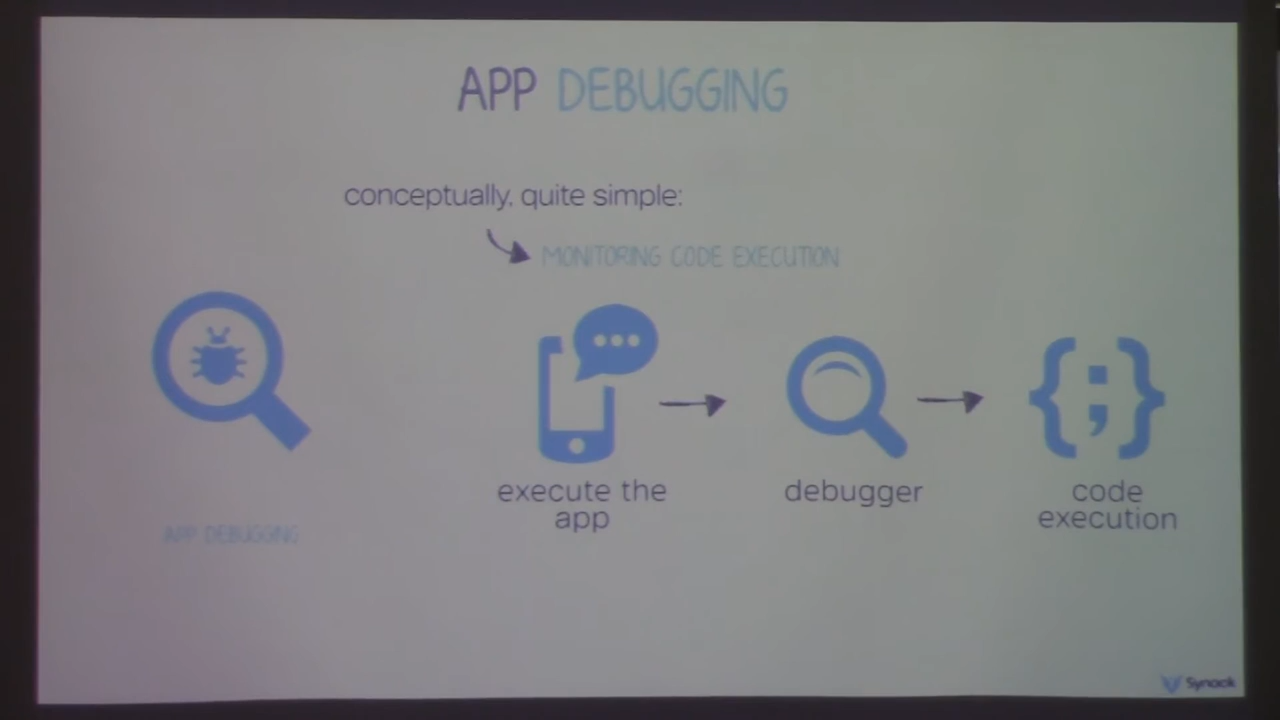 APP DEBUGGING
conceptually, quite simple:
MONITORING CODE EXECUTION
execute the
app
debugger
code
execution
APP DEBUGGING
Synack